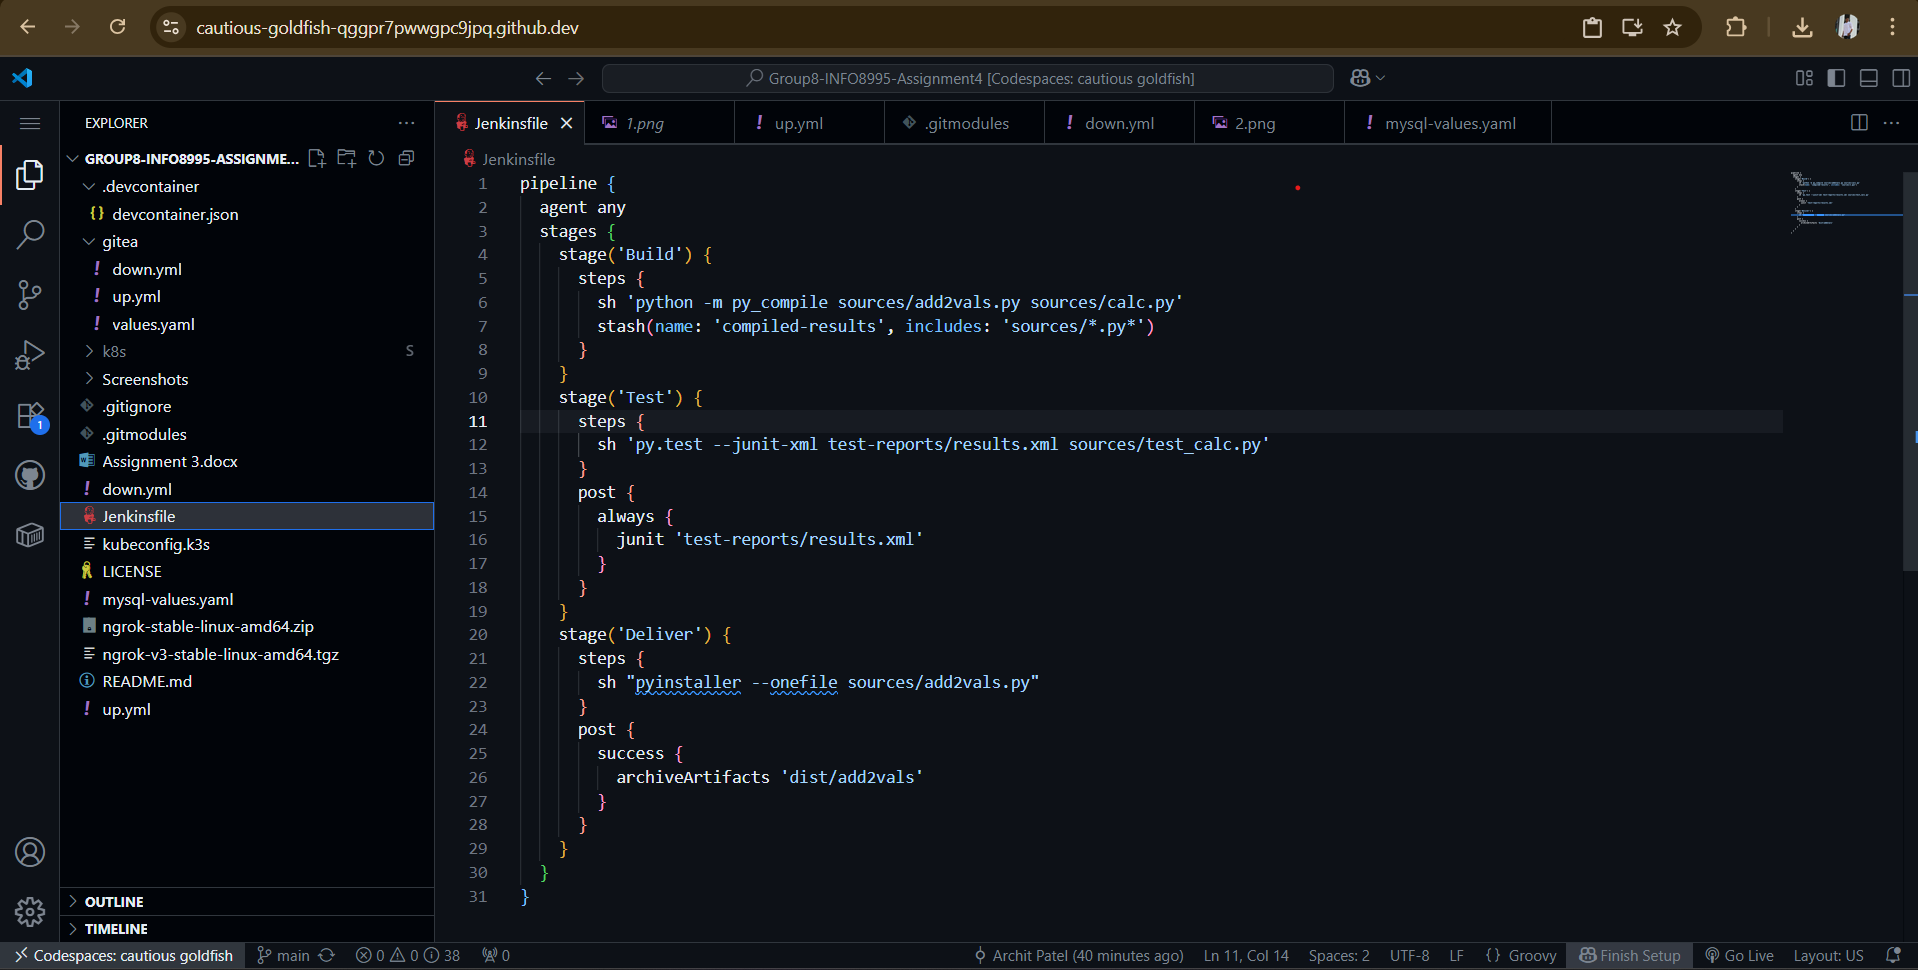 cautious-goldfish-qggpr7pwwgpc9jpq.github.dev
Group8-INFO8995-Assignment4 [Codespaces: cautious goldfish]
EXPLORER
GROUP8-INFO8995-ASSIGNME...
.devcontainer
{} devcontainer.json
gitea
! down.yml
! up.yml
! values.yaml
k8s S
Screenshots
.gitignore
.gitmodules
Assignment 3.docx
! down.yml
Jenkinsfile
kubeconfig.k3s
LICENSE
! mysql-values.yaml
ngrok-stable-linux-amd64.zip
ngrok-v3-stable-linux-amd64.tgz
README.md
! up.yml
OUTLINE
TIMELINE
1
Jenkinsfile 1.png ! up.yml .gitmodules ! down.yml 2.png ! mysql-values.yaml
Jenkinsfile
1 pipeline {
2 agent any
3 stages {
4 stage('Build') {
5 steps {
6 sh 'python -m py_compile sources/add2vals.py sources/calc.py'
7 stash(name: 'compiled-results', includes: 'sources/*.py*')
8 }
9 }
10 stage('Test') {
11 steps {
12 sh 'py.test --junit-xml test-reports/results.xml sources/test_calc.py'
13 }
14 post {
15 always {
16 junit 'test-reports/results.xml'
17 }
18 }
19 }
20 stage('Deliver') {
21 steps {
22 sh "pyinstaller --onefile sources/add2vals.py"
23 }
24 post {
25 success {
26 archiveArtifacts 'dist/add2vals'
27 }
28 }
29 }
30 }
31 }
Codespaces: cautious goldfish main 0 0 38 0 Archit Patel (40 minutes ago) Ln 11, Col 14 Spaces: 2 UTF-8 LF {} Groovy Finish Setup Go Live Layout: US